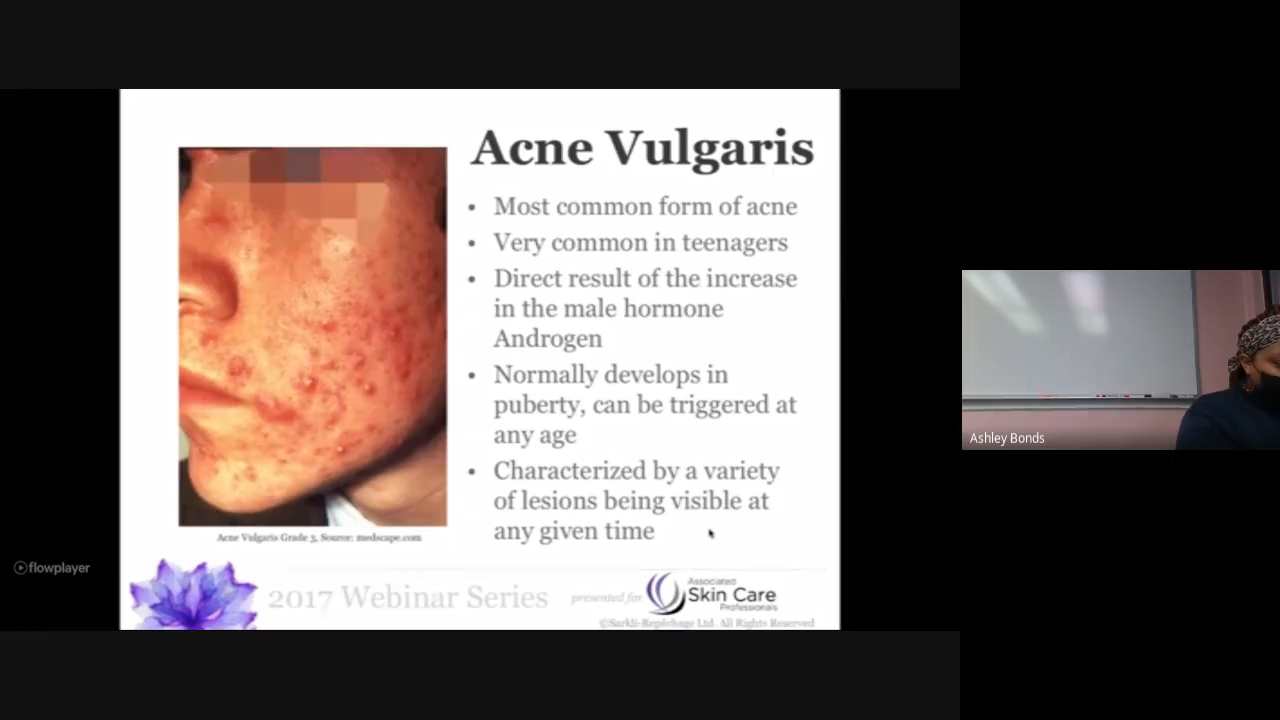 Acne Vulgaris
• Most common form of acne
• Very common in teenagers
• Direct result of the increase
in the male hormone
Androgen
• Normally develops in
puberty, can be triggered at
any age
• Characterized by a variety
of lesions being visible at
any given time
Acne Vulgaris Grade 3, Source: medscape.com
flowplayer
2017 Webinar Series
presented for
Associated
Skin Care
Professionals
©Sarkli-Repêchage Ltd. All Rights Reserved
Ashley Bonds